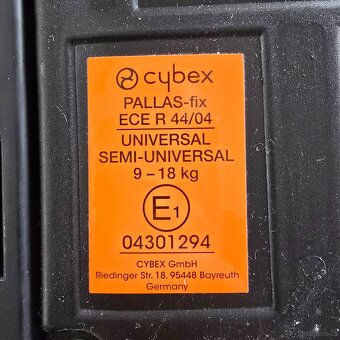 cybex
PALLAS-fix
ECE R 44/04
UNIVERSAL
SEMI-UNIVERSAL
9 – 18 kg
E1
04301294
CYBEX GmbH
Riedinger Str. 18, 95448 Bayreuth
Germany